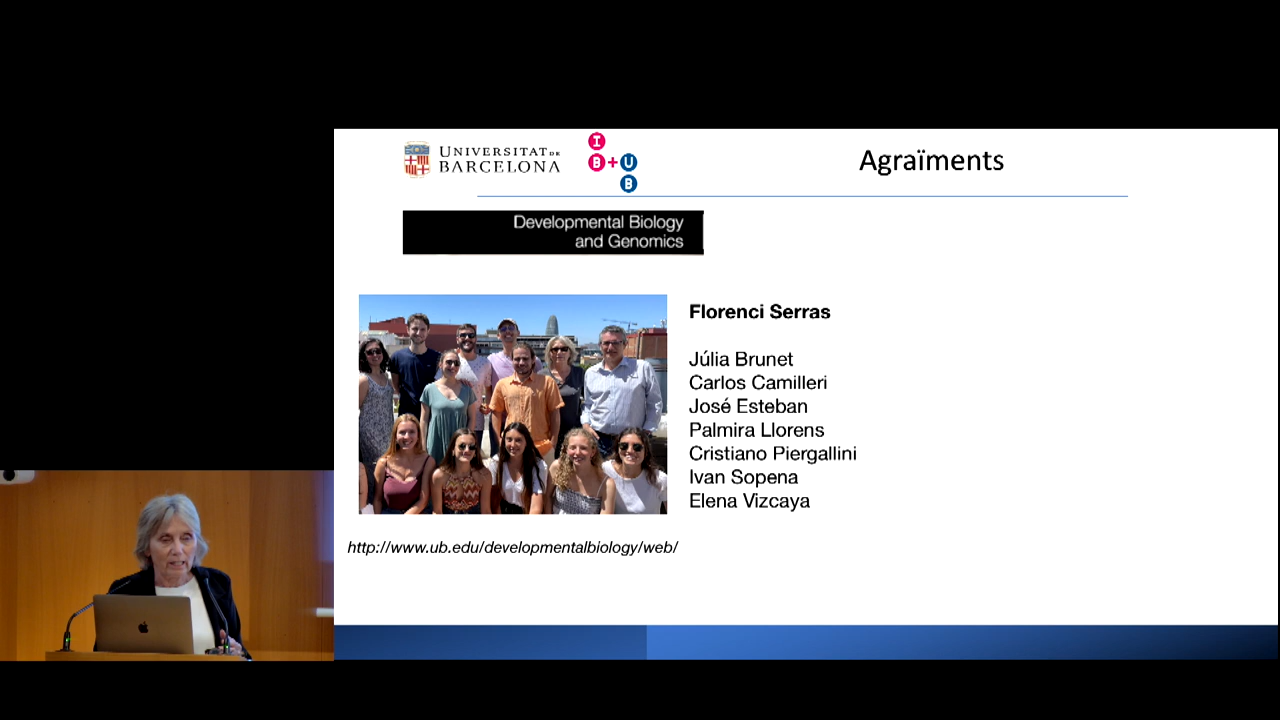 UNIVERSITAT DE
BARCELONA
I
B+U
B
Agraïments
Developmental Biology
and Genomics
Florenci Serras
Júlia Brunet
Carlos Camilleri
José Esteban
Palmira Llorens
Cristiano Piergallini
Ivan Sopena
Elena Vizcaya
http://www.ub.edu/developmentalbiology/web/